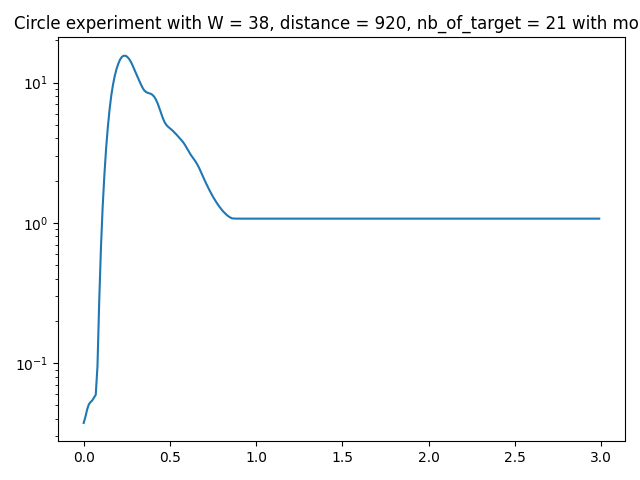 Circle experiment with W = 38, distance = 920, nb_of_target = 21 with mo
10¹
10⁰
10⁻¹
0.0 0.5 1.0 1.5 2.0 2.5 3.0